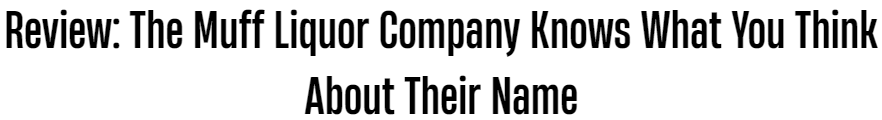 Review: The Muff Liquor Company Knows What You Think
About Their Name